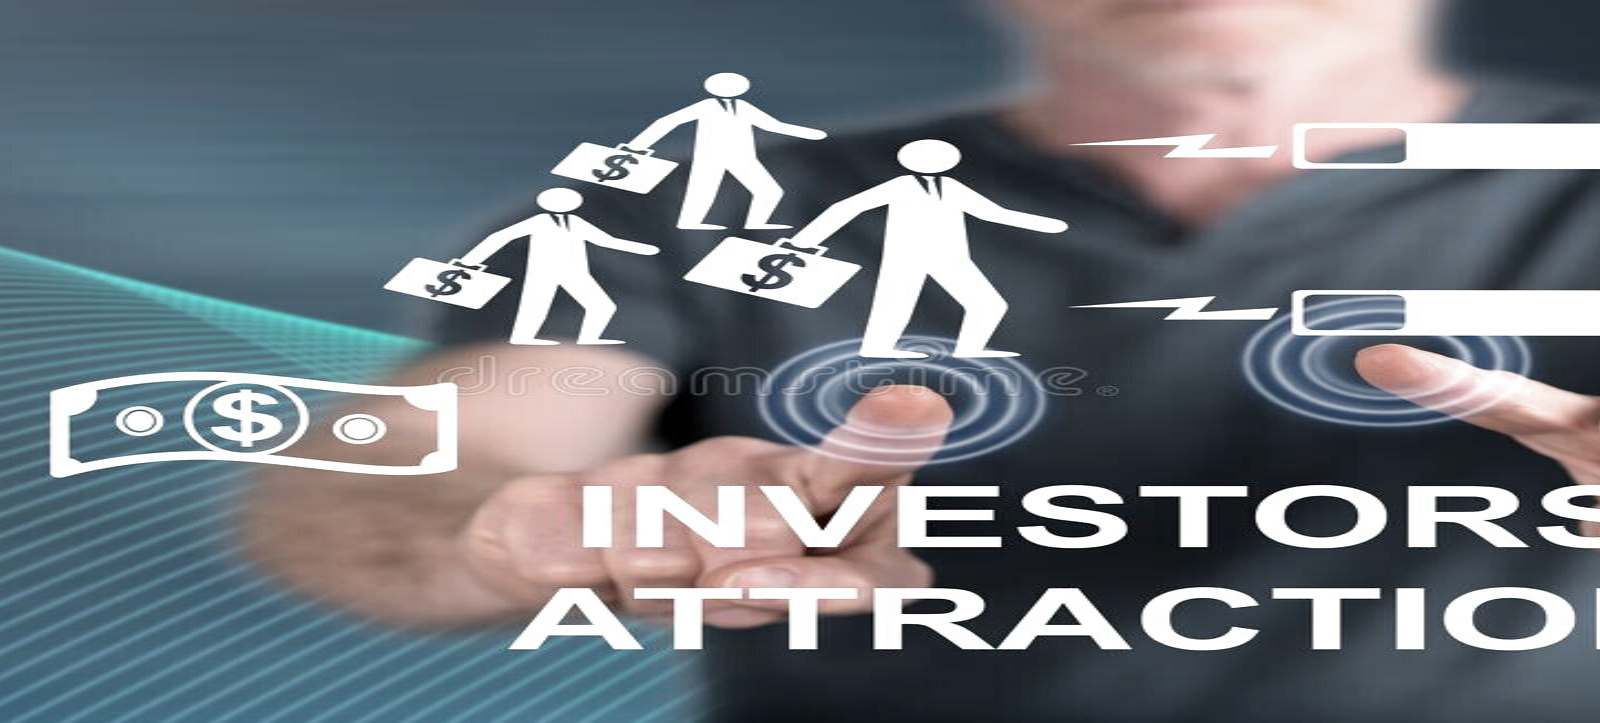 $
$
$
dreamstime.
$
INVESTORS
ATTRACTIO